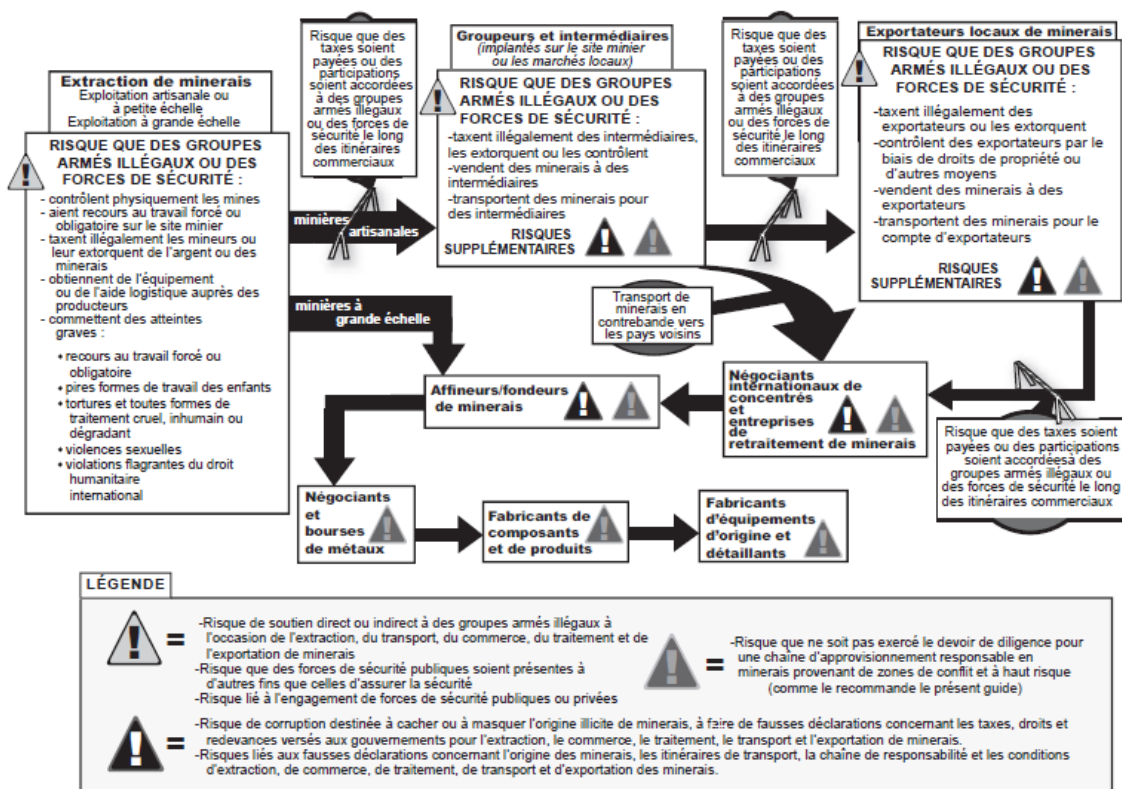 Extraction de minerais
Exploitation artisanale ou
à petite échelle
Exploitation à grande échelle
RISQUE QUE DES GROUPES
ARMÉS ILLÉGAUX OU DES
FORCES DE SÉCURITÉ :
- contrôlent physiquement les mines
- aient recours au travail forcé ou
obligatoire sur le site minier
- taxent illégalement les mineurs ou
leur extorquent de l'argent ou des
minerais
- obtiennent de l'équipement
ou de l'aide logistique auprès des
producteurs
- commettent des atteintes
graves :
• recours au travail forcé ou
obligatoire
• pires formes de travail des enfants
• tortures et toutes formes de
traitement cruel, inhumain ou
dégradant
• violences sexuelles
• violations flagrantes du droit
humanitaire
international
Risque que des
taxes soient
payées ou des
participations
soient accordées
à des groupes
armés illégaux
ou des forces de
sécurité le long
des itinéraires
commerciaux
minières
artisanales
minières à
grande échelle
Groupeurs et intermédiaires
(implantés sur le site minier
ou les marchés locaux)
RISQUE QUE DES GROUPES
ARMÉS ILLÉGAUX OU DES
FORCES DE SÉCURITÉ :
-taxent illégalement des intermédiaires,
les extorquent ou les contrôlent
-vendent des minerais à des
intermédiaires
-transportent des minerais pour
des intermédiaires
RISQUES
SUPPLÉMENTAIRES
Risque que des
taxes soient
payées ou des
participations
soient accordées
à des groupes
armés illégaux
ou des forces de
sécurité le long
des itinéraires
commerciaux
Exportateurs locaux de minerais
RISQUE QUE DES GROUPES
ARMÉS ILLÉGAUX OU DES
FORCES DE SÉCURITÉ :
-taxent illégalement des
exportateurs ou les extorquent
-contrôlent des exportateurs par le
biais de droits de propriété ou
d'autres moyens
-vendent des minerais à des
exportateurs
-transportent des minerais pour le
compte d'exportateurs
RISQUES
SUPPLÉMENTAIRES
Transport de
minerais en
contrebande vers
les pays voisins
Affineurs/fondeurs
de minerais
Négociants
internationaux de
concentrés
et
entreprises
de
retraitement de minerais
Risque que des taxes soient
payées ou des participations
soient accordéesà des
groupes armés illégaux ou
des forces de sécurité le long
des itinéraires commerciaux
Négociants
et
bourses
de métaux
Fabricants de
composants
et de produits
Fabricants
d'équipements
d'origine et
détaillants
LÉGENDE
=
-Risque de soutien direct ou indirect à des groupes armés illégaux à
l'occasion de l'extraction, du transport, du commerce, du traitement et de
l'exportation de minerais
-Risque que des forces de sécurité publiques soient présentes à
d'autres fins que celles d'assurer la sécurité
-Risque lié à l'engagement de forces de sécurité publiques ou privées
=
-Risque que ne soit pas exercé le devoir de diligence pour
une chaîne d'approvisionnement responsable en
minerais provenant de zones de conflit et à haut risque
(comme le recommande le présent guide)
=
-Risque de corruption destinée à cacher ou à masquer l'origine illicite de minerais, à faire de fausses déclarations concernant les taxes, droits et
redevances versés aux gouvernements pour l'extraction, le commerce, le traitement, le transport et l'exportation de minerais.
-Risques liés aux fausses déclarations concernant l'origine des minerais, les itinéraires de transport, la chaîne de responsabilité et les conditions
d'extraction, de commerce, de traitement, de transport et d'exportation des minerais.